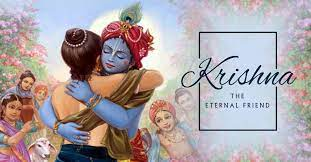 Krishna
THE
ETERNAL FRIEND